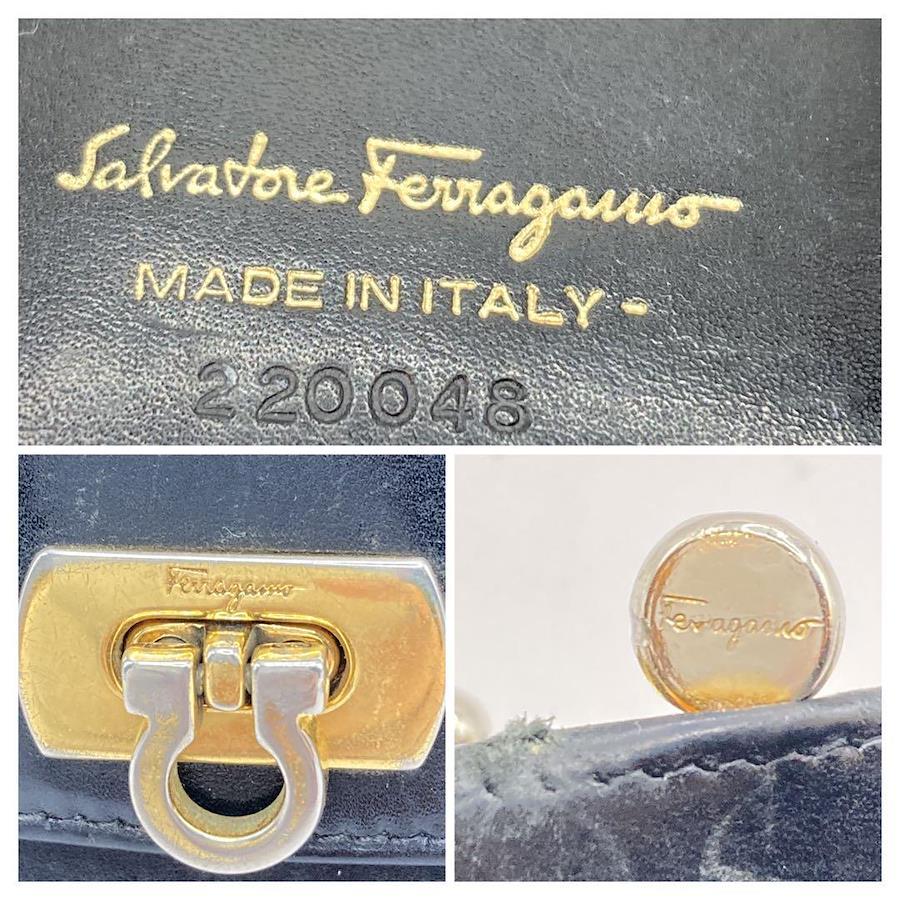 Salvatore Ferragamo
MADE IN ITALY -
220048
Ferragamo
Ferragamo